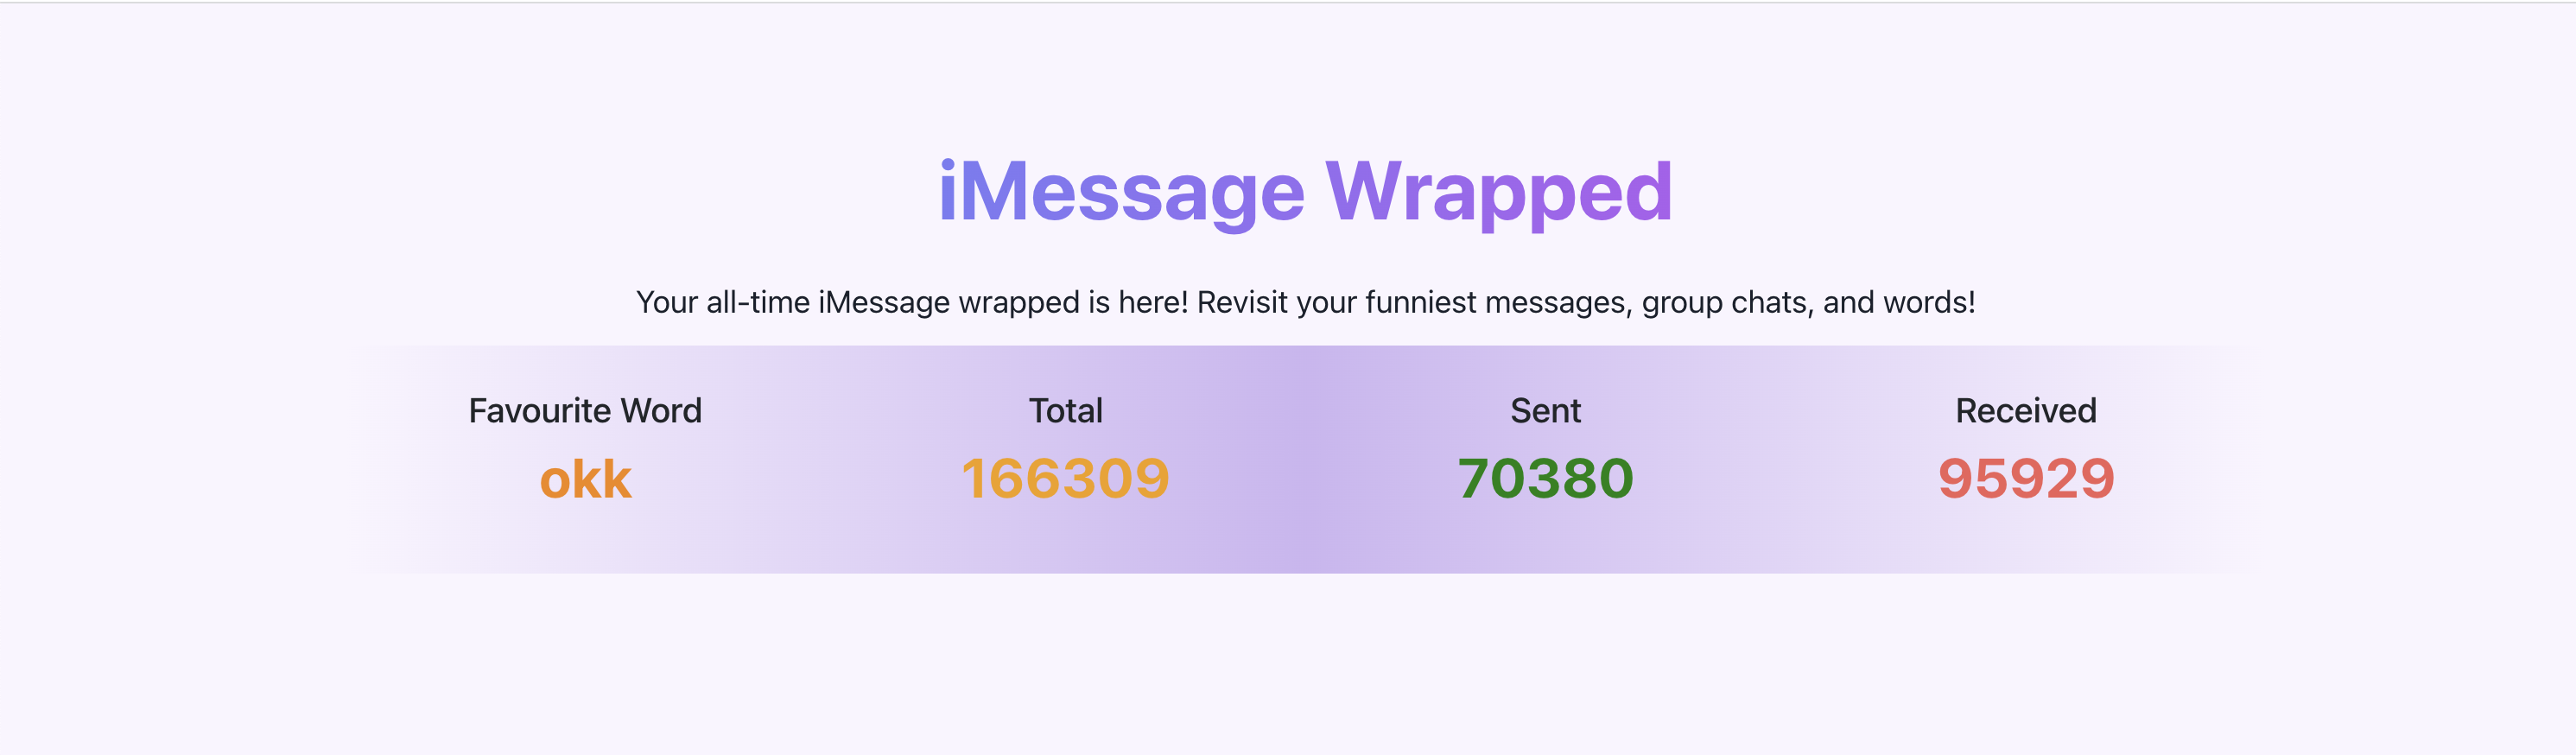 iMessage Wrapped
Your all-time iMessage wrapped is here! Revisit your funniest messages, group chats, and words!
Favourite Word Total Sent Received
okk 166309 70380 95929